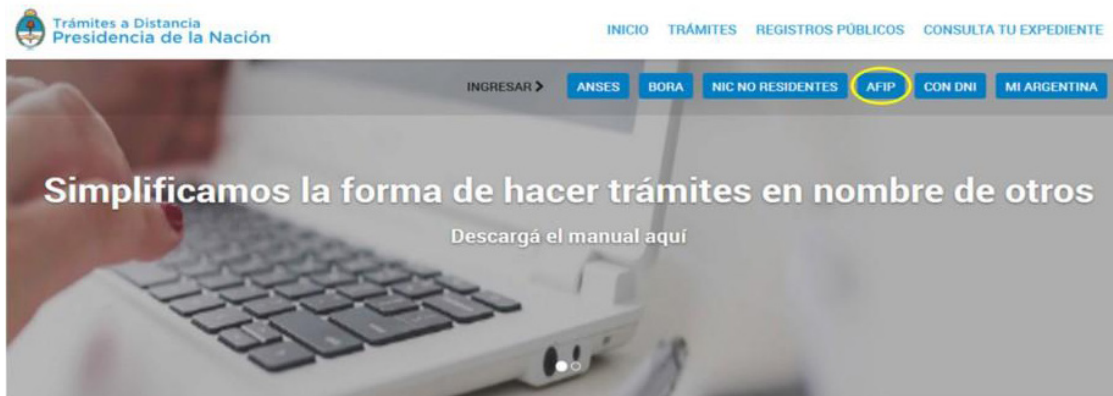 Trámites a Distancia
Presidencia de la Nación
INICIO TRÁMITES REGISTROS PÚBLICOS CONSULTA TU EXPEDIENTE
INGRESAR ANSES BORA NIC NO RESIDENTES AFIP CON DNI MI ARGENTINA
Simplificamos la forma de hacer trámites en nombre de otros
Descargá el manual aquí